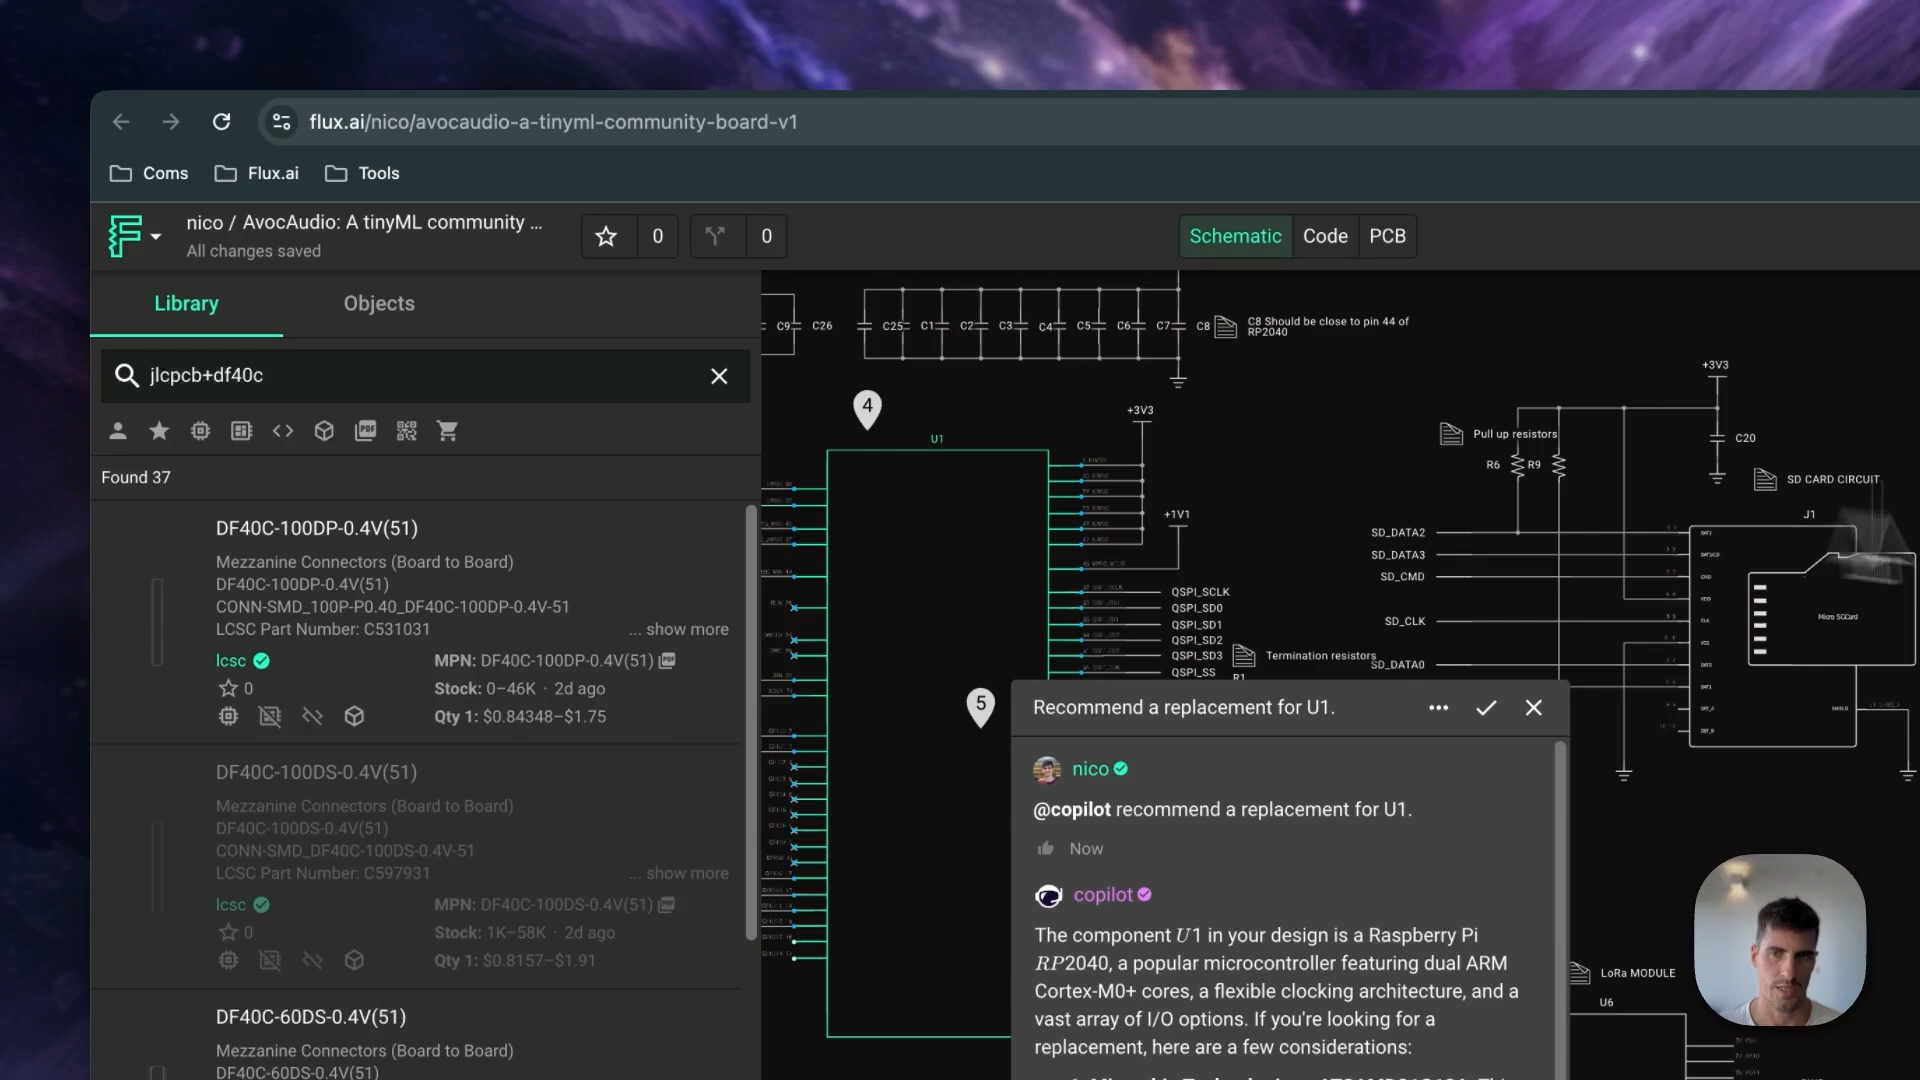 flux.ai/nico/avocaudio-a-tinyml-community-board-v1
Coms
Flux.ai
Tools
nico / AvocAudio: A tinyML community ...
All changes saved
0
0
Schematic
Code
PCB
Library
Objects
jlcpcb+df40c
Found 37
DF40C-100DP-0.4V(51)
Mezzanine Connectors (Board to Board)
DF40C-100DP-0.4V(51)
CONN-SMD_100P-P0.40_DF40C-100DP-0.4V-51
LCSC Part Number: C531031
... show more
lcsc
MPN: DF40C-100DP-0.4V(51)
0
Stock: 0–46K · 2d ago
Qty 1: $0.84348–$1.75
DF40C-100DS-0.4V(51)
Mezzanine Connectors (Board to Board)
DF40C-100DS-0.4V(51)
CONN-SMD_DF40C-100DS-0.4V-51
LCSC Part Number: C597931
... show more
lcsc
MPN: DF40C-100DS-0.4V(51)
0
Stock: 1K–58K · 2d ago
Qty 1: $0.8157–$1.91
DF40C-60DS-0.4V(51)
Mezzanine Connectors (Board to Board)
DF40C-60DS-0.4V(51)
C9
C26
C25
C1
C2
C3
C4
C5
C6
C7
C8
C8 Should be close to pin 44 of
RP2040
4
U1
+3V3
+1V1
QSPI_SCLK
QSPI_SD0
QSPI_SD1
QSPI_SD2
QSPI_SD3
QSPI_SS
Termination resistors
R1
5
+3V3
Pull up resistors
R6
R9
C20
SD CARD CIRCUIT
J1
SD_DATA2
SD_DATA3
SD_CMD
SD_CLK
SD_DATA0
Micro SDCard
Recommend a replacement for U1.
nico
@copilot recommend a replacement for U1.
Now
copilot
The component U1 in your design is a Raspberry Pi
RP2040, a popular microcontroller featuring dual ARM
Cortex-M0+ cores, a flexible clocking architecture, and a
vast array of I/O options. If you're looking for a
replacement, here are a few considerations:
LoRa MODULE
U6